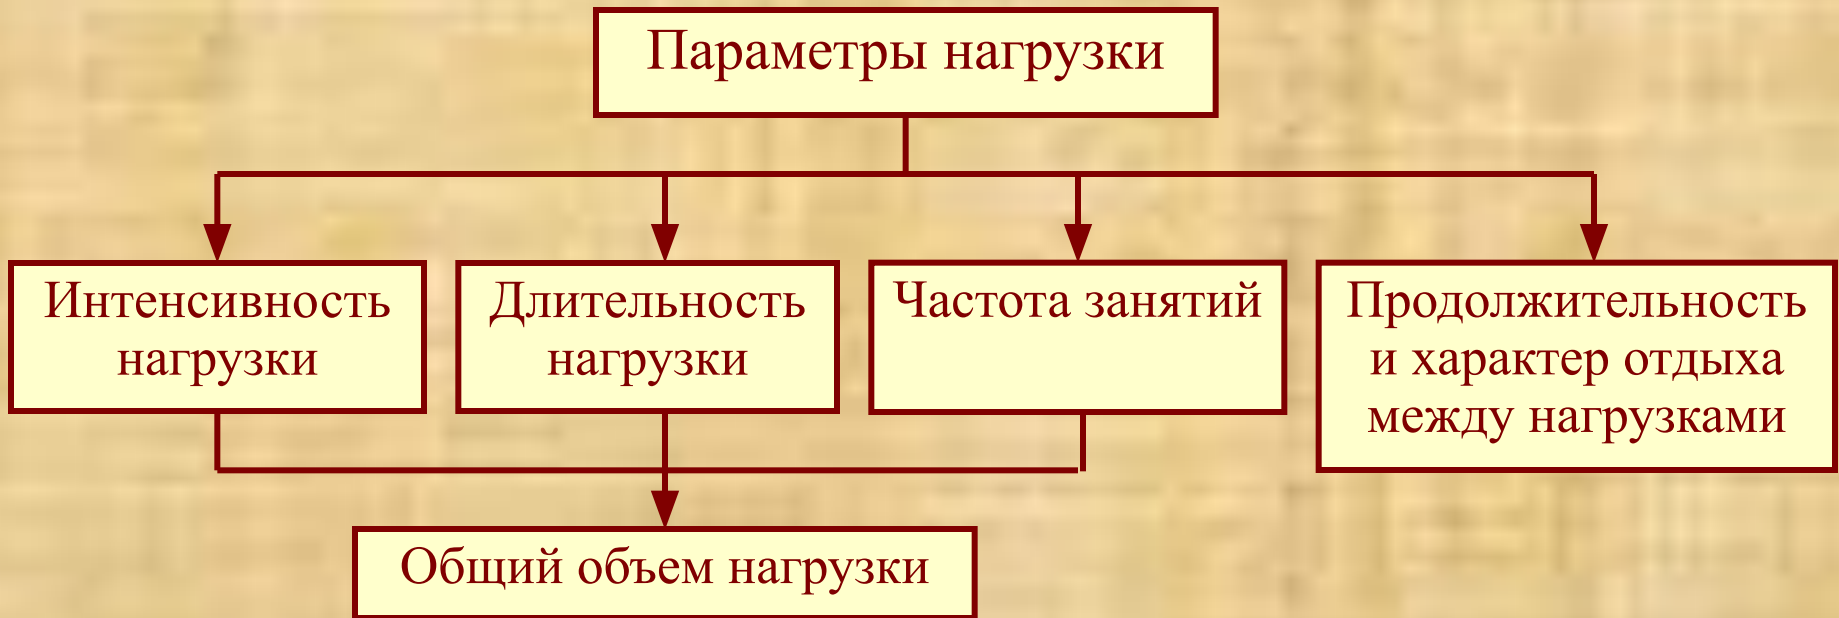 Параметры нагрузки
Интенсивность
нагрузки
Длительность
нагрузки
Частота занятий
Продолжительность
и характер отдыха
между нагрузками
Общий объем нагрузки